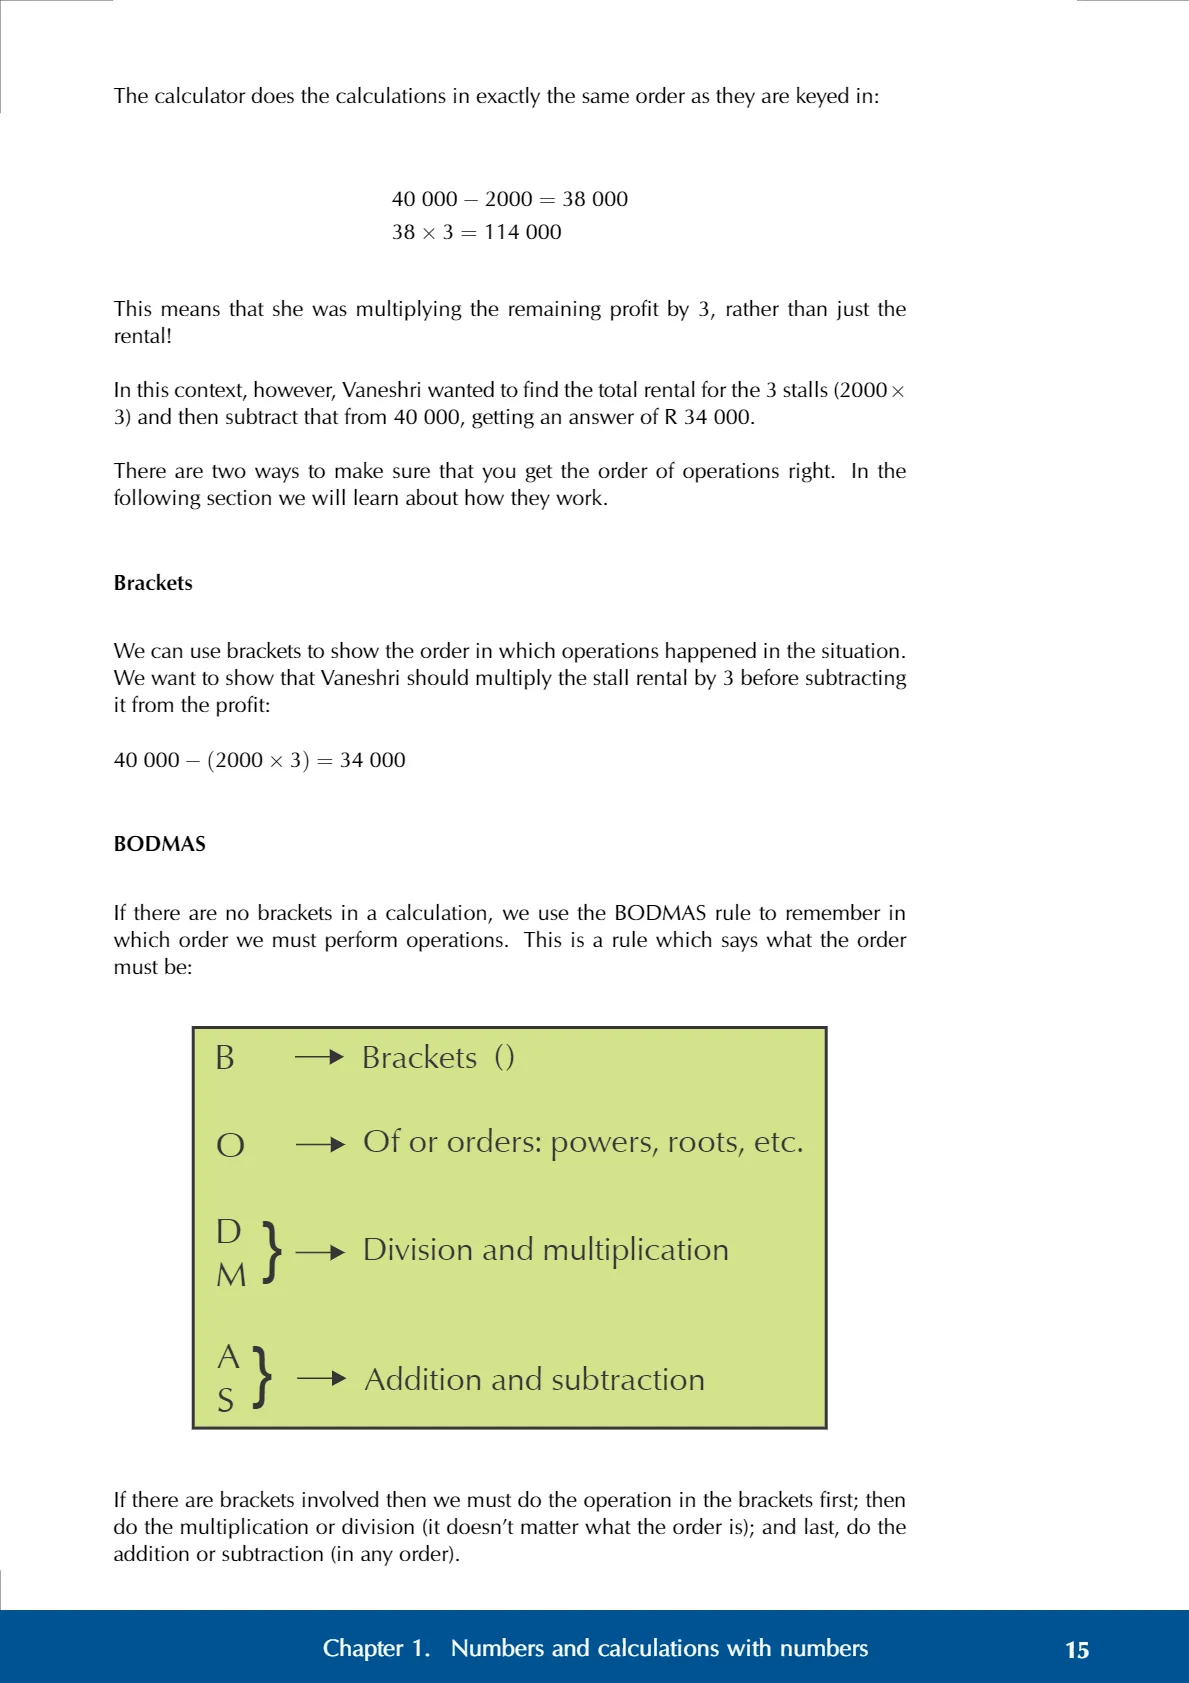 The calculator does the calculations in exactly the same order as they are keyed in:
40 000 − 2000 = 38 000
38 × 3 = 114 000
This means that she was multiplying the remaining profit by 3, rather than just the
rental!
In this context, however, Vaneshri wanted to find the total rental for the 3 stalls (2000×
3) and then subtract that from 40 000, getting an answer of R 34 000.
There are two ways to make sure that you get the order of operations right. In the
following section we will learn about how they work.
Brackets
We can use brackets to show the order in which operations happened in the situation.
We want to show that Vaneshri should multiply the stall rental by 3 before subtracting
it from the profit:
40 000 − (2000 × 3) = 34 000
BODMAS
If there are no brackets in a calculation, we use the BODMAS rule to remember in
which order we must perform operations. This is a rule which says what the order
must be:
B → Brackets ()
O → Of or orders: powers, roots, etc.
D
M } → Division and multiplication
A
S } → Addition and subtraction
If there are brackets involved then we must do the operation in the brackets first; then
do the multiplication or division (it doesn't matter what the order is); and last, do the
addition or subtraction (in any order).
Chapter 1. Numbers and calculations with numbers 15